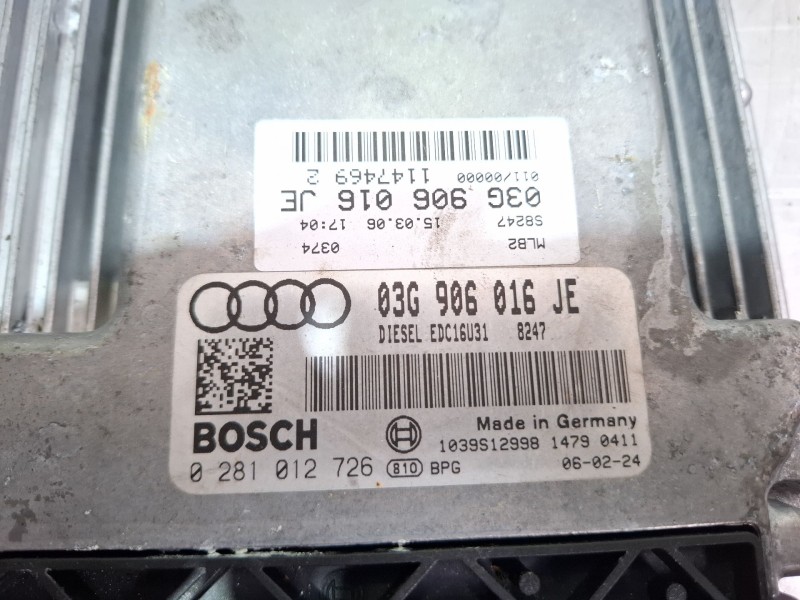 MLB2 0374
S8247 15.03.06 17:04
03G 906 016 JE
011/00000 1147469 2
03G 906 016 JE
DIESEL EDC16U31 8247
BOSCH
Made in Germany
1039S12998 1479 0411
0 281 012 726 810 BPG 06-02-24